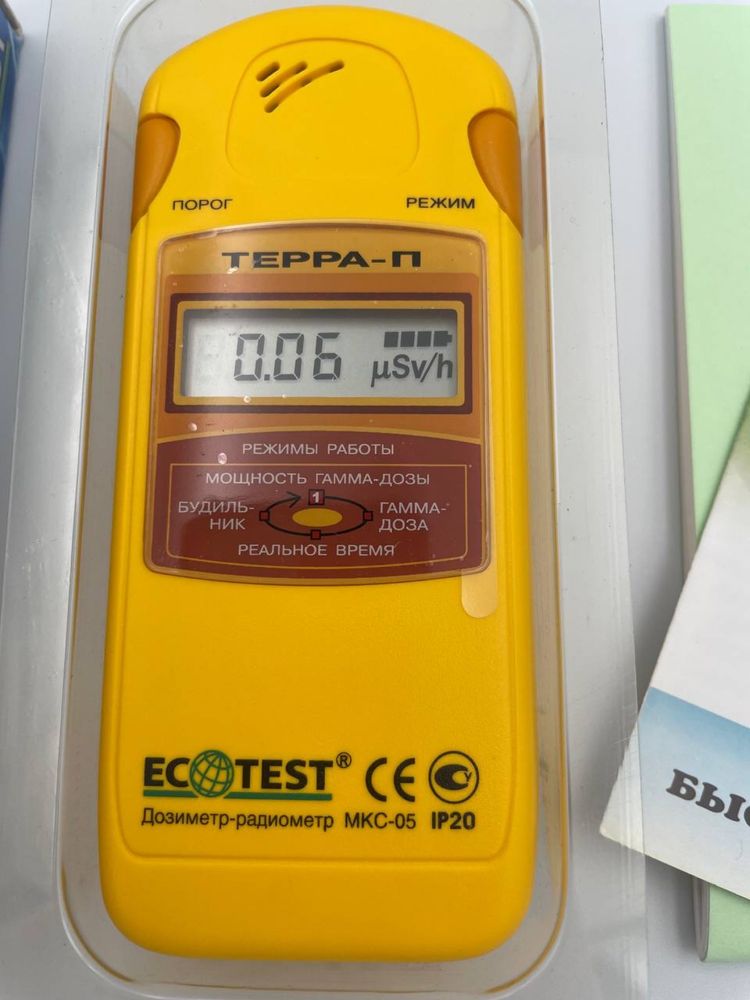 ПОРОГ РЕЖИМ
ТЕРРА-П
0.06 µSv/h
РЕЖИМЫ РАБОТЫ
МОЩНОСТЬ ГАММА-ДОЗЫ
1
БУДИЛЬ-
НИК
ГАММА-
ДОЗА
РЕАЛЬНОЕ ВРЕМЯ
ECOTEST® CE
Дозиметр-радиометр МКС-05 IP20